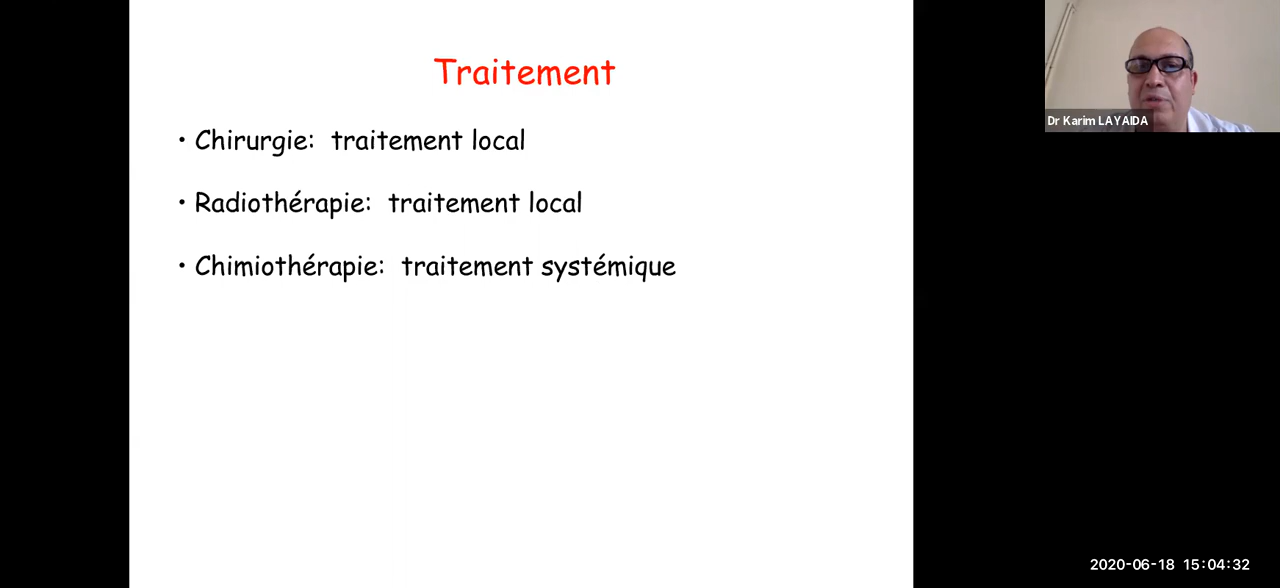 Traitement
• Chirurgie: traitement local
• Radiothérapie: traitement local
• Chimiothérapie: traitement systémique
Dr Karim LAYAIDA
2020-06-18 15:04:32